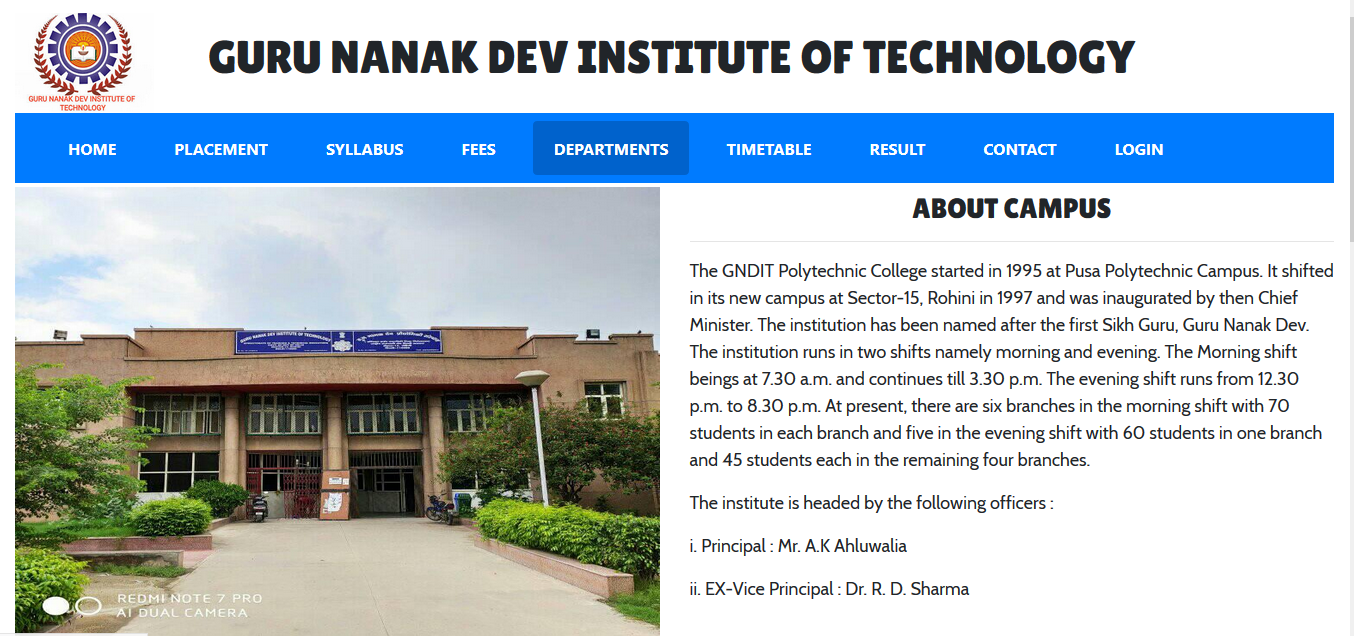 GURU NANAK DEV INSTITUTE OF
TECHNOLOGY
GURU NANAK DEV INSTITUTE OF TECHNOLOGY
HOME PLACEMENT SYLLABUS FEES DEPARTMENTS TIMETABLE RESULT CONTACT LOGIN
GURU NANAK DEV INSTITUTE OF TECHNOLOGY
REDMI NOTE 7 PRO
AI DUAL CAMERA
ABOUT CAMPUS
The GNDIT Polytechnic College started in 1995 at Pusa Polytechnic Campus. It shifted
in its new campus at Sector-15, Rohini in 1997 and was inaugurated by then Chief
Minister. The institution has been named after the first Sikh Guru, Guru Nanak Dev.
The institution runs in two shifts namely morning and evening. The Morning shift
beings at 7.30 a.m. and continues till 3.30 p.m. The evening shift runs from 12.30
p.m. to 8.30 p.m. At present, there are six branches in the morning shift with 70
students in each branch and five in the evening shift with 60 students in one branch
and 45 students each in the remaining four branches.
The institute is headed by the following officers :
i. Principal : Mr. A.K Ahluwalia
ii. EX-Vice Principal : Dr. R. D. Sharma